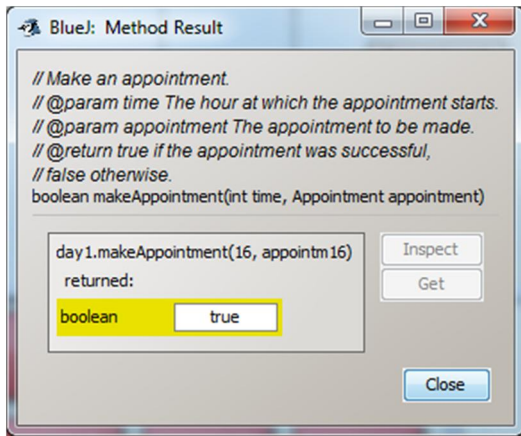 BlueJ: Method Result
// Make an appointment.
// @param time The hour at which the appointment starts.
// @param appointment The appointment to be made.
// @return true if the appointment was successful,
// false otherwise.
boolean makeAppointment(int time, Appointment appointment)
day1.makeAppointment(16, appointm16)
returned:
boolean true
Inspect
Get
Close